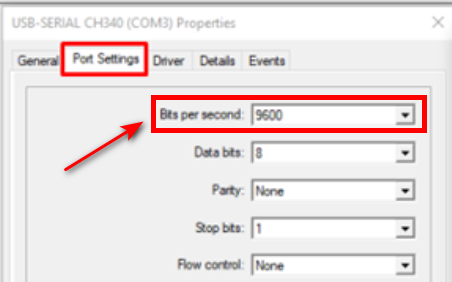 USB-SERIAL CH340 (COM3) Properties
General Port Settings Driver Details Events
Bits per second: 9600
Data bits: 8
Parity: None
Stop bits: 1
Flow control: None